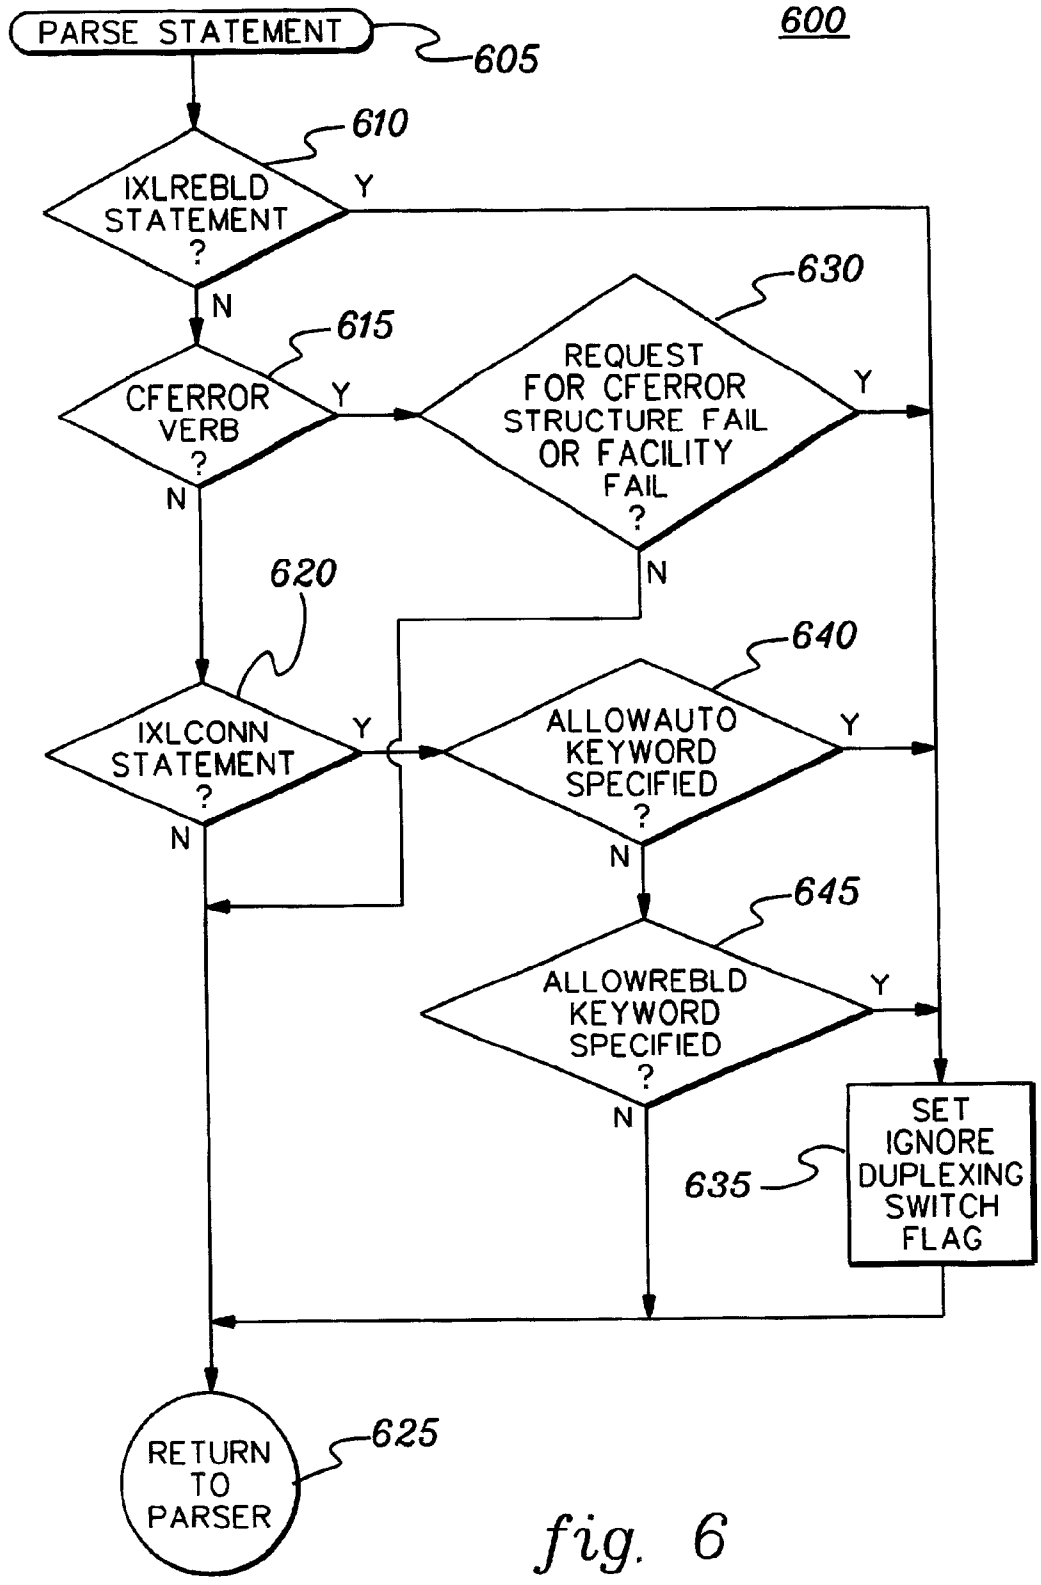 PARSE STATEMENT
600
605
610
IXLREBLD
STATEMENT
?
Y
N
615
CFERROR
VERB
?
Y
N
630
REQUEST
FOR CFERROR
STRUCTURE FAIL
OR FACILITY
FAIL
?
Y
N
620
IXLCONN
STATEMENT
?
Y
N
640
ALLOWAUTO
KEYWORD
SPECIFIED
?
Y
N
645
ALLOWREBLD
KEYWORD
SPECIFIED
?
Y
N
SET
IGNORE
DUPLEXING
SWITCH
FLAG
635
RETURN
TO
PARSER
625
fig. 6